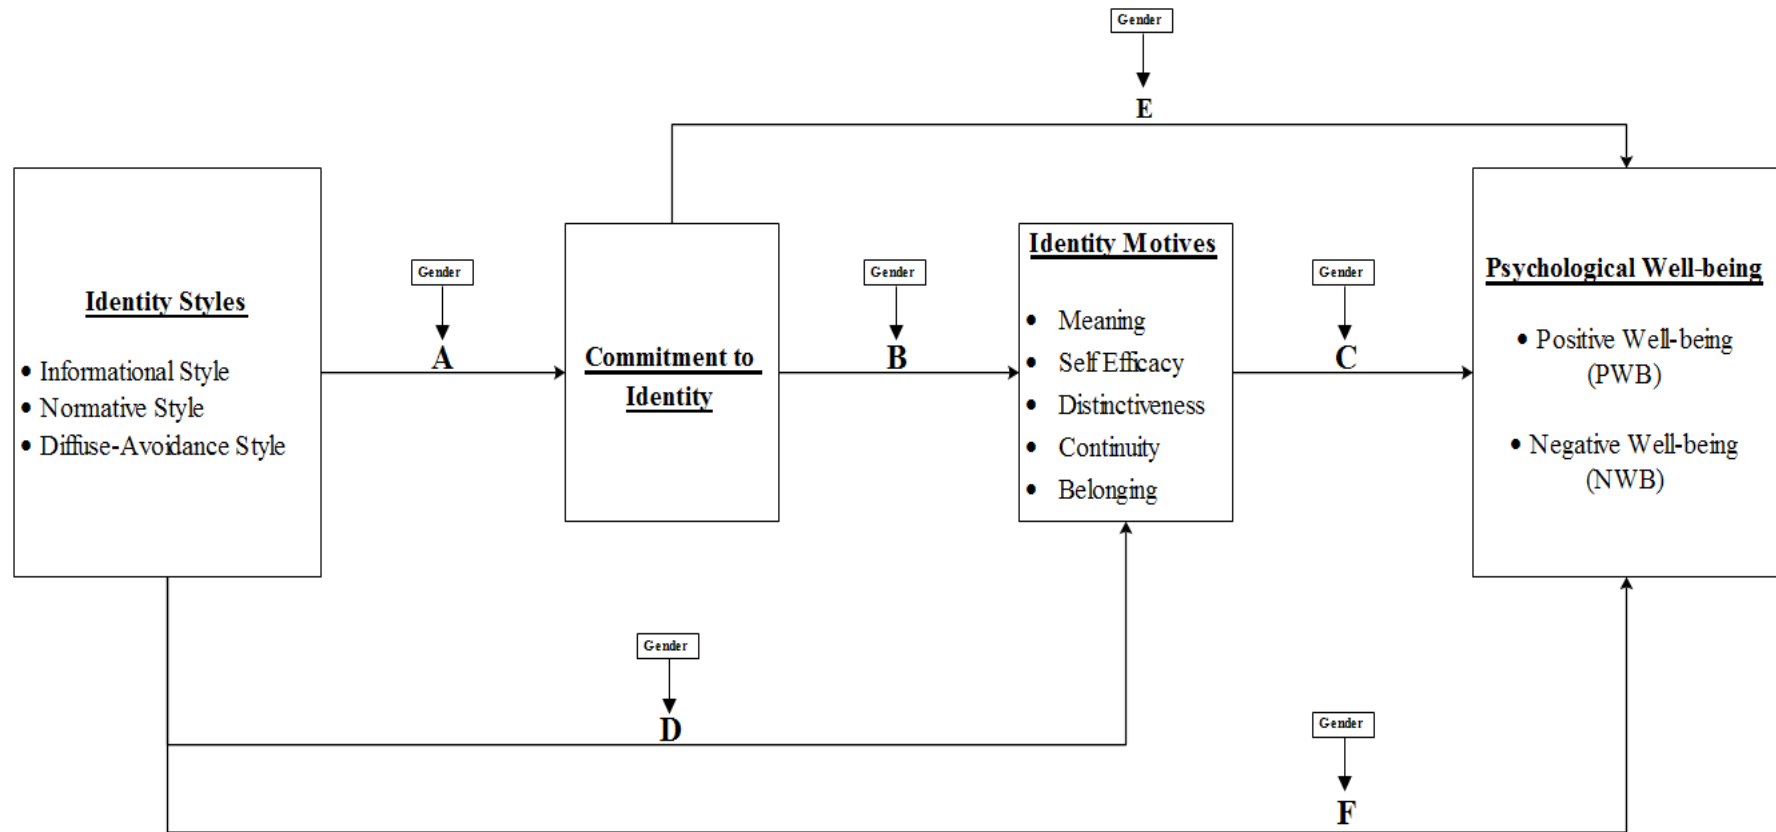 Gender
E
Identity Styles
• Informational Style
• Normative Style
• Diffuse-Avoidance Style
Gender
A
Commitment to
Identity
Gender
B
Identity Motives
• Meaning
• Self Efficacy
• Distinctiveness
• Continuity
• Belonging
Gender
C
Psychological Well-being
• Positive Well-being
(PWB)
• Negative Well-being
(NWB)
Gender
D
Gender
F